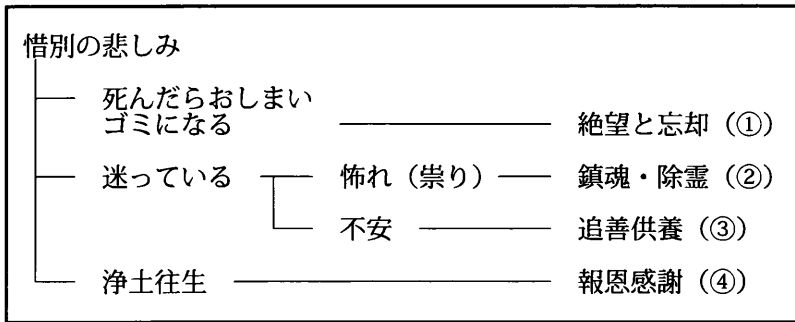 惜別の悲しみ
死んだらおしまい
ゴミになる 絶望と忘却（①）
迷っている 怖れ（祟り） 鎮魂・除霊（②）
不安 追善供養（③）
浄土往生 報恩感謝（④）